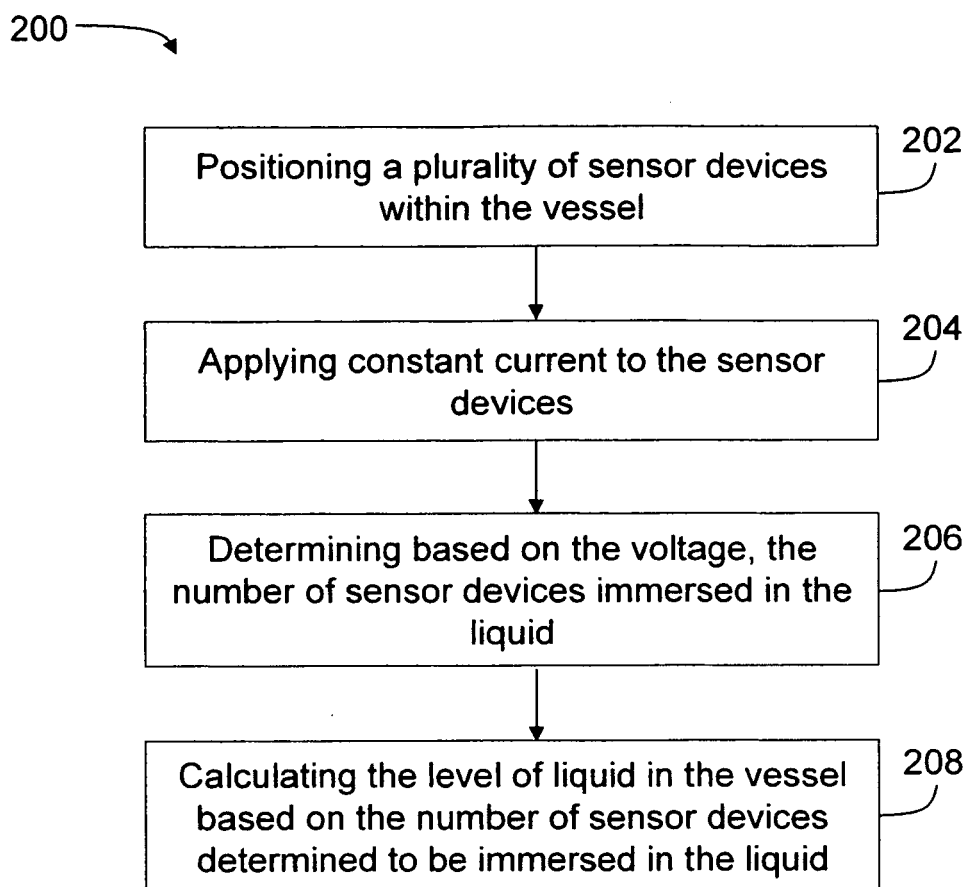 200
Positioning a plurality of sensor devices
within the vessel
202
Applying constant current to the sensor
devices
204
Determining based on the voltage, the
number of sensor devices immersed in the
liquid
206
Calculating the level of liquid in the vessel
based on the number of sensor devices
determined to be immersed in the liquid
208